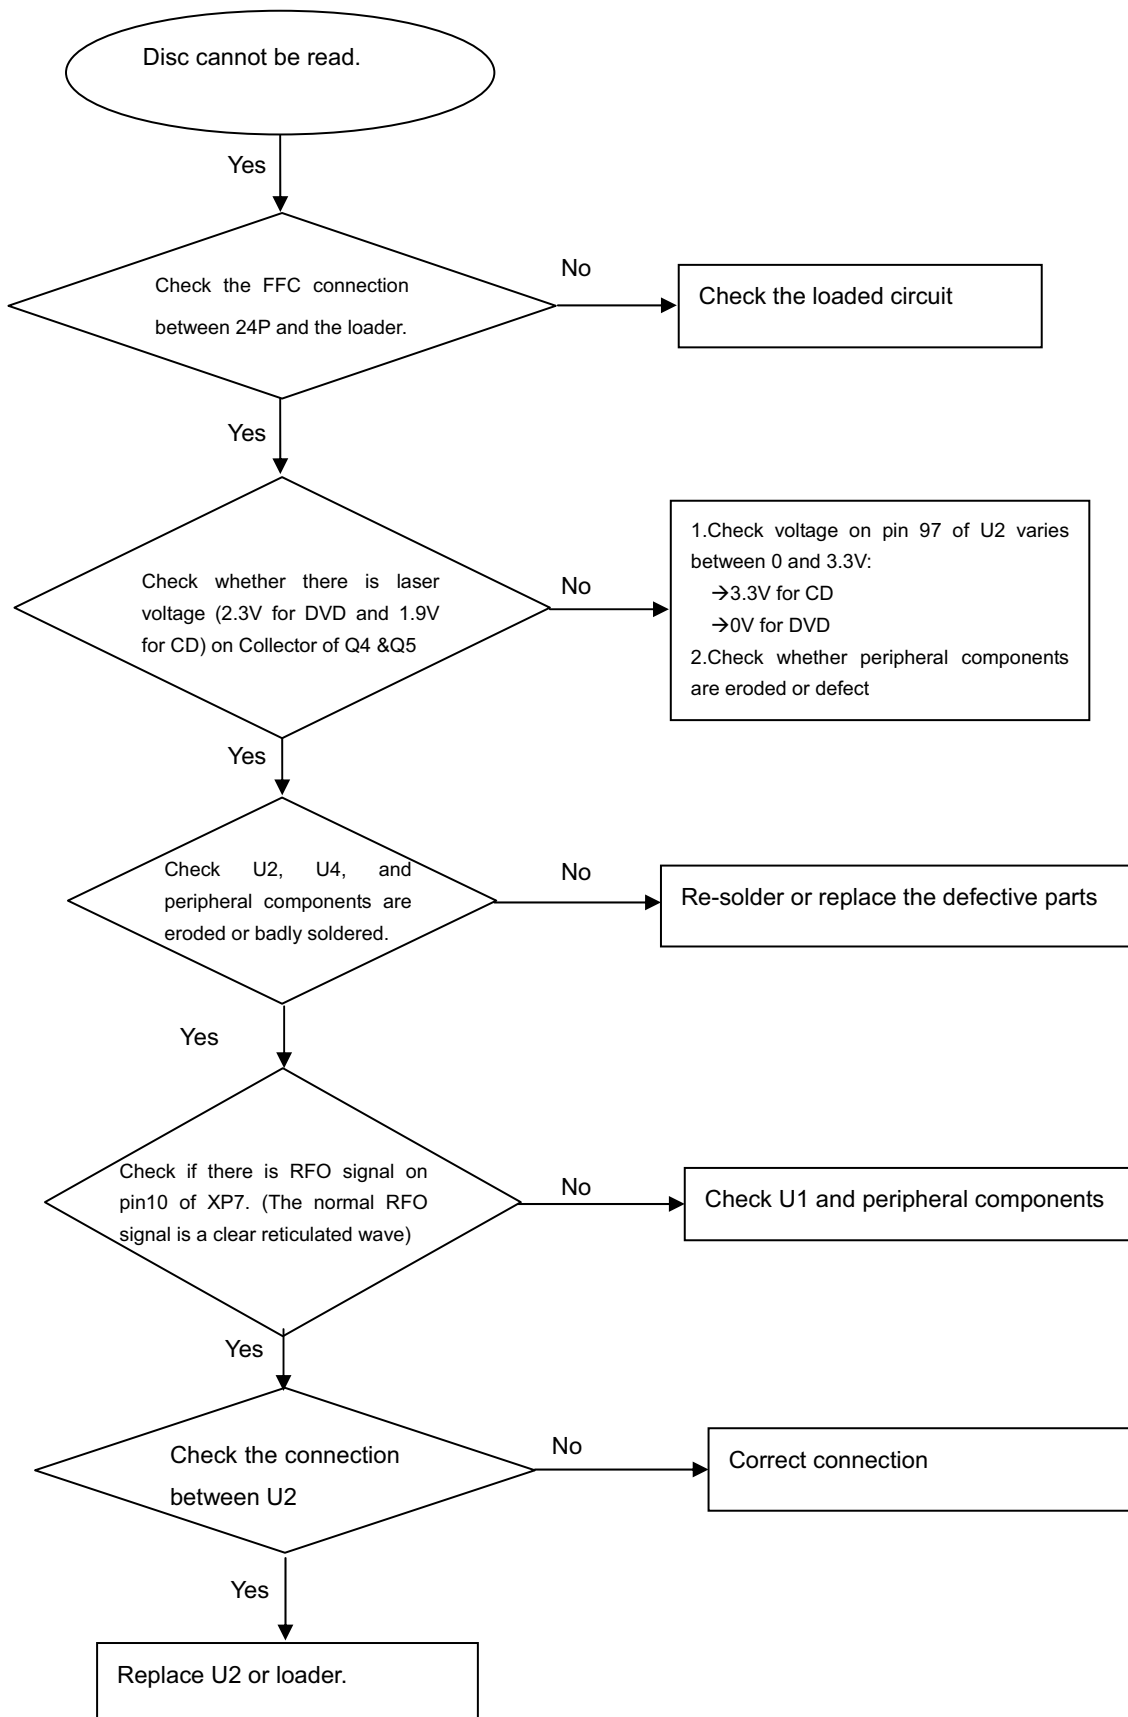 Disc cannot be read.
Yes
Check the FFC connection
between 24P and the loader.
No
Check the loaded circuit
Yes
Check whether there is laser
voltage (2.3V for DVD and 1.9V
for CD) on Collector of Q4 &Q5
No
1.Check voltage on pin 97 of U2 varies
between 0 and 3.3V:
→3.3V for CD
→0V for DVD
2.Check whether peripheral components
are eroded or defect
Yes
Check U2, U4, and
peripheral components are
eroded or badly soldered.
No
Re-solder or replace the defective parts
Yes
Check if there is RFO signal on
pin10 of XP7. (The normal RFO
signal is a clear reticulated wave)
No
Check U1 and peripheral components
Yes
Check the connection
between U2
No
Correct connection
Yes
Replace U2 or loader.